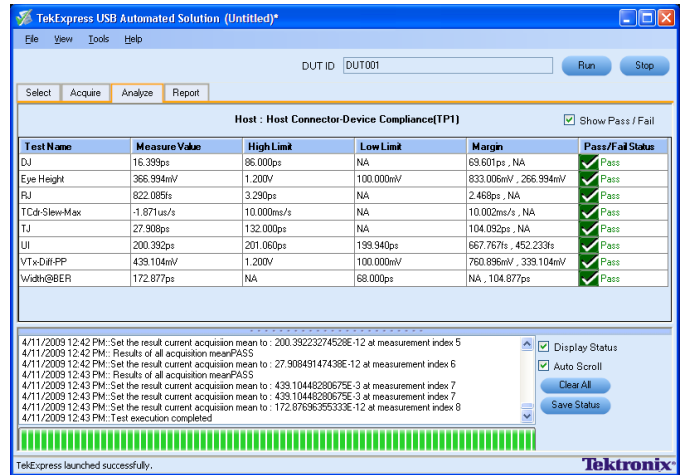 TekExpress USB Automated Solution (Untitled)*
File View Tools Help
DUT ID DUT001 Run Stop
Select Acquire Analyze Report
Host : Host Connector-Device Compliance(TP1) Show Pass / Fail
Test Name Measure Value High Limit Low Limit Margin Pass/Fail Status
DJ 16.399ps 86.000ps NA 69.601ps , NA Pass
Eye Height 366.994mV 1.200V 100.000mV 833.006mV , 266.994mV Pass
RJ 822.085fs 3.290ps NA 2.468ps , NA Pass
TCdr-Slew-Max -1.871us/s 10.000ms/s NA 10.002ms/s , NA Pass
TJ 27.908ps 132.000ps NA 104.092ps , NA Pass
UI 200.392ps 201.060ps 199.940ps 667.767fs , 452.233fs Pass
VTx-Diff-PP 439.104mV 1.200V 100.000mV 760.896mV , 339.104mV Pass
Width@BER 172.877ps NA 68.000ps NA , 104.877ps Pass
4/11/2009 12:42 PM::Set the result current acquisiion mean to : 200.39223274528E-12 at measurement index 5
4/11/2009 12:42 PM:: Results of all acquisition meanPASS
4/11/2009 12:42 PM::Set the result current acquisiion mean to : 27.90849147438E-12 at measurement index 6
4/11/2009 12:43 PM:: Results of all acquisition meanPASS
4/11/2009 12:43 PM::Set the result current acquisiion mean to : 439.10448280675E-3 at measurement index 7
4/11/2009 12:43 PM::Set the result current acquisiion mean to : 439.10448280675E-3 at measurement index 7
4/11/2009 12:43 PM::Set the result current acquisiion mean to : 172.87696355333E-12 at measurement index 8
4/11/2009 12:43 PM::Test execution completed
Display Status
Auto Scroll
Clear All
Save Status
TekExpress launched successfully. Tektronix